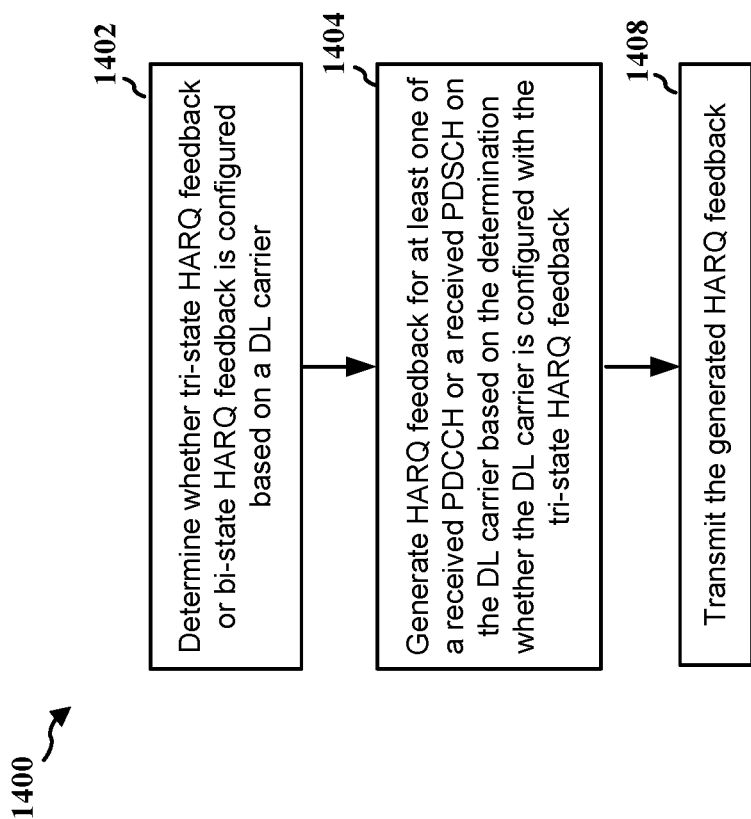 1400
1402
Determine whether tri-state HARQ feedback
or bi-state HARQ feedback is configured
based on a DL carrier
1404
Generate HARQ feedback for at least one of
a received PDCCH or a received PDSCH on
the DL carrier based on the determination
whether the DL carrier is configured with the
tri-state HARQ feedback
1408
Transmit the generated HARQ feedback